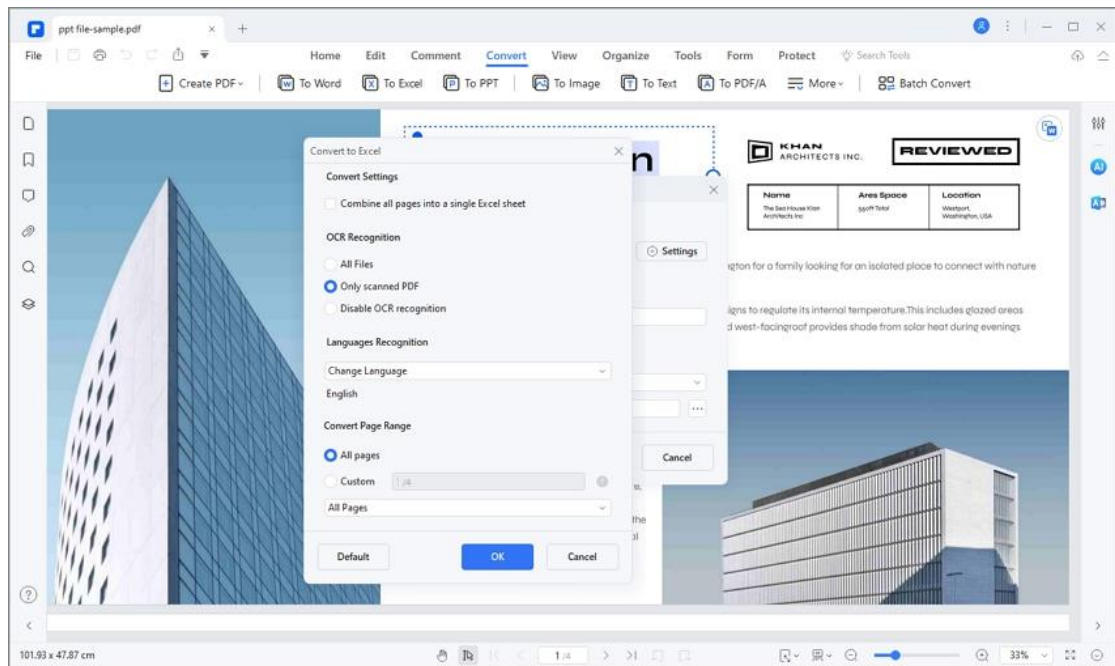 ppt file-sample.pdf
File
Home Edit Comment Convert View Organize Tools Form Protect Search Tools
Create PDF To Word To Excel To PPT To Image To Text To PDF/A More Batch Convert
Convert to Excel
Convert Settings
Combine all pages into a single Excel sheet
OCR Recognition
All Files
Only scanned PDF
Disable OCR recognition
Languages Recognition
Change Language
English
Convert Page Range
All pages
Custom 1 /4
All Pages
Default OK Cancel
n
Settings
Cancel
KHAN
ARCHITECTS INC.
REVIEWED
Name Ares Space Location
The Sea House Klan
Architects Inc
550ft Total
Westport,
Washington, USA
ngton for a family looking for an isolated place to connect with nature
igns to regulate its internal temperature.This includes glazed areas
d west-facingroof provides shade from solar heat during evenings
the
AI
101.93 x 47.87 cm
1 /4
33%